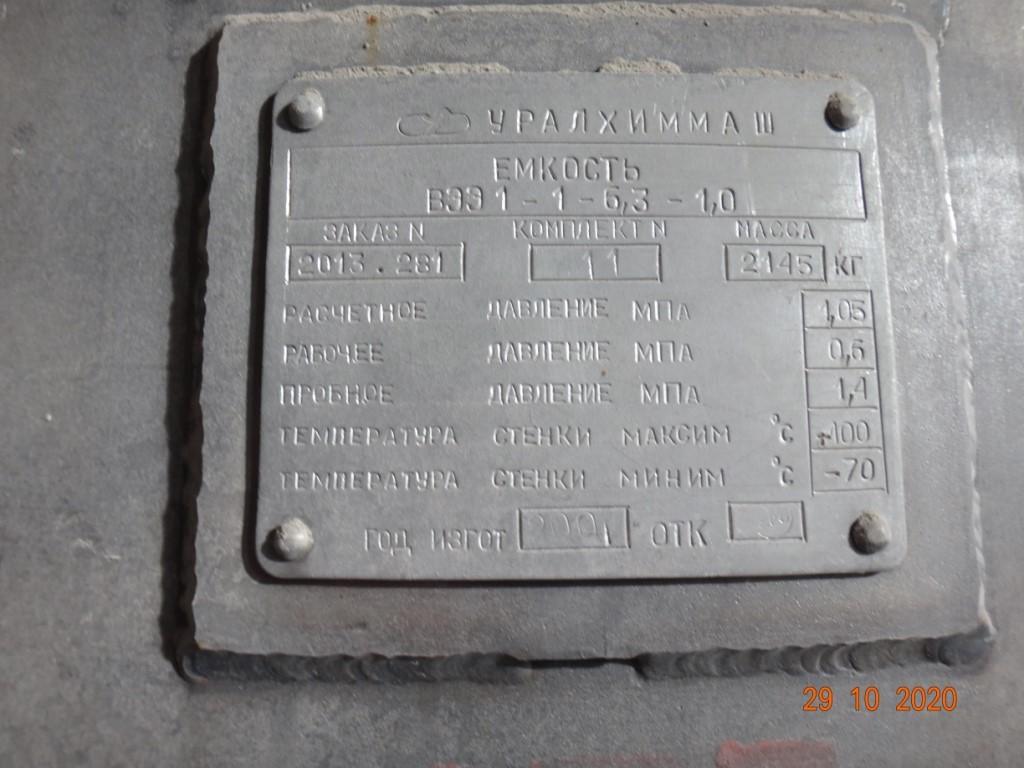 УРАЛХИММАШ
ЕМКОСТЬ
ВЭЭ1-1-6,3-1,0
ЗАКАЗ N КОМПЛЕКТ N МАССА
2013.281 11 2145 КГ
РАСЧЕТНОЕ ДАВЛЕНИЕ МПА 1,05
РАБОЧЕЕ ДАВЛЕНИЕ МПА 0,6
ПРОБНОЕ ДАВЛЕНИЕ МПА 1,4
ТЕМПЕРАТУРА СТЕНКИ МАКСИМ °С +100
ТЕМПЕРАТУРА СТЕНКИ МИНИМ °С -70
ГОД ИЗГОТ ОТК
29 10 2020